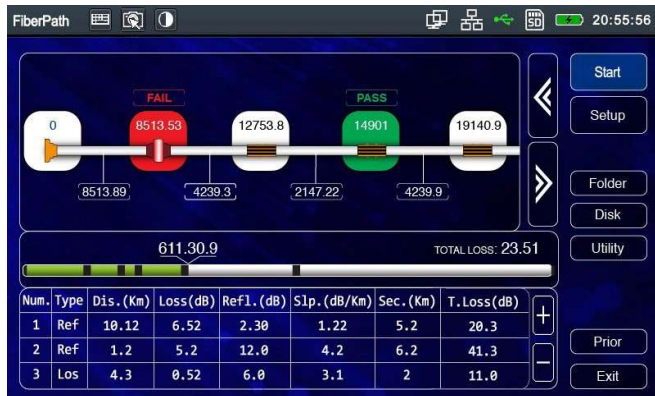 FiberPath
SD
20:55:56
FAIL
PASS
0
8513.53
12753.8
14901
19140.9
8513.89
4239.3
2147.22
4239.9
611.30.9
TOTAL LOSS: 23.51
Num. Type Dis.(Km) Loss(dB) Refl.(dB) Slp.(dB/Km) Sec.(Km) T.Loss(dB)
1 Ref 10.12 6.52 2.30 1.22 5.2 20.3
2 Ref 1.2 5.2 12.0 4.2 6.2 41.3
3 Los 4.3 0.52 6.0 3.1 2 11.0
+
−
Start
Setup
Folder
Disk
Utility
Prior
Exit